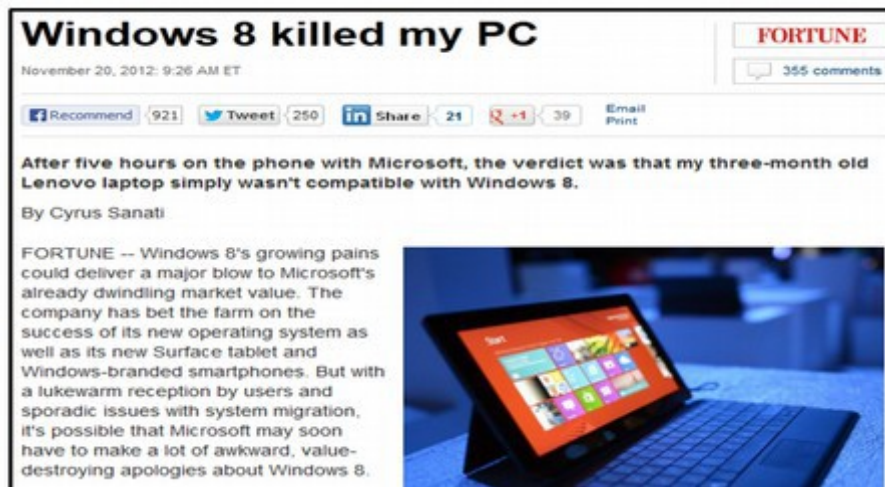 Windows 8 killed my PC
FORTUNE
November 20, 2012: 9:26 AM ET
355 comments
Recommend 921 Tweet 250 in Share 21 +1 39 Email
Print
After five hours on the phone with Microsoft, the verdict was that my three-month old
Lenovo laptop simply wasn't compatible with Windows 8.
By Cyrus Sanati
FORTUNE -- Windows 8's growing pains
could deliver a major blow to Microsoft's
already dwindling market value. The
company has bet the farm on the
success of its new operating system as
well as its new Surface tablet and
Windows-branded smartphones. But with
a lukewarm reception by users and
sporadic issues with system migration,
it's possible that Microsoft may soon
have to make a lot of awkward, value-
destroying apologies about Windows 8.
Start